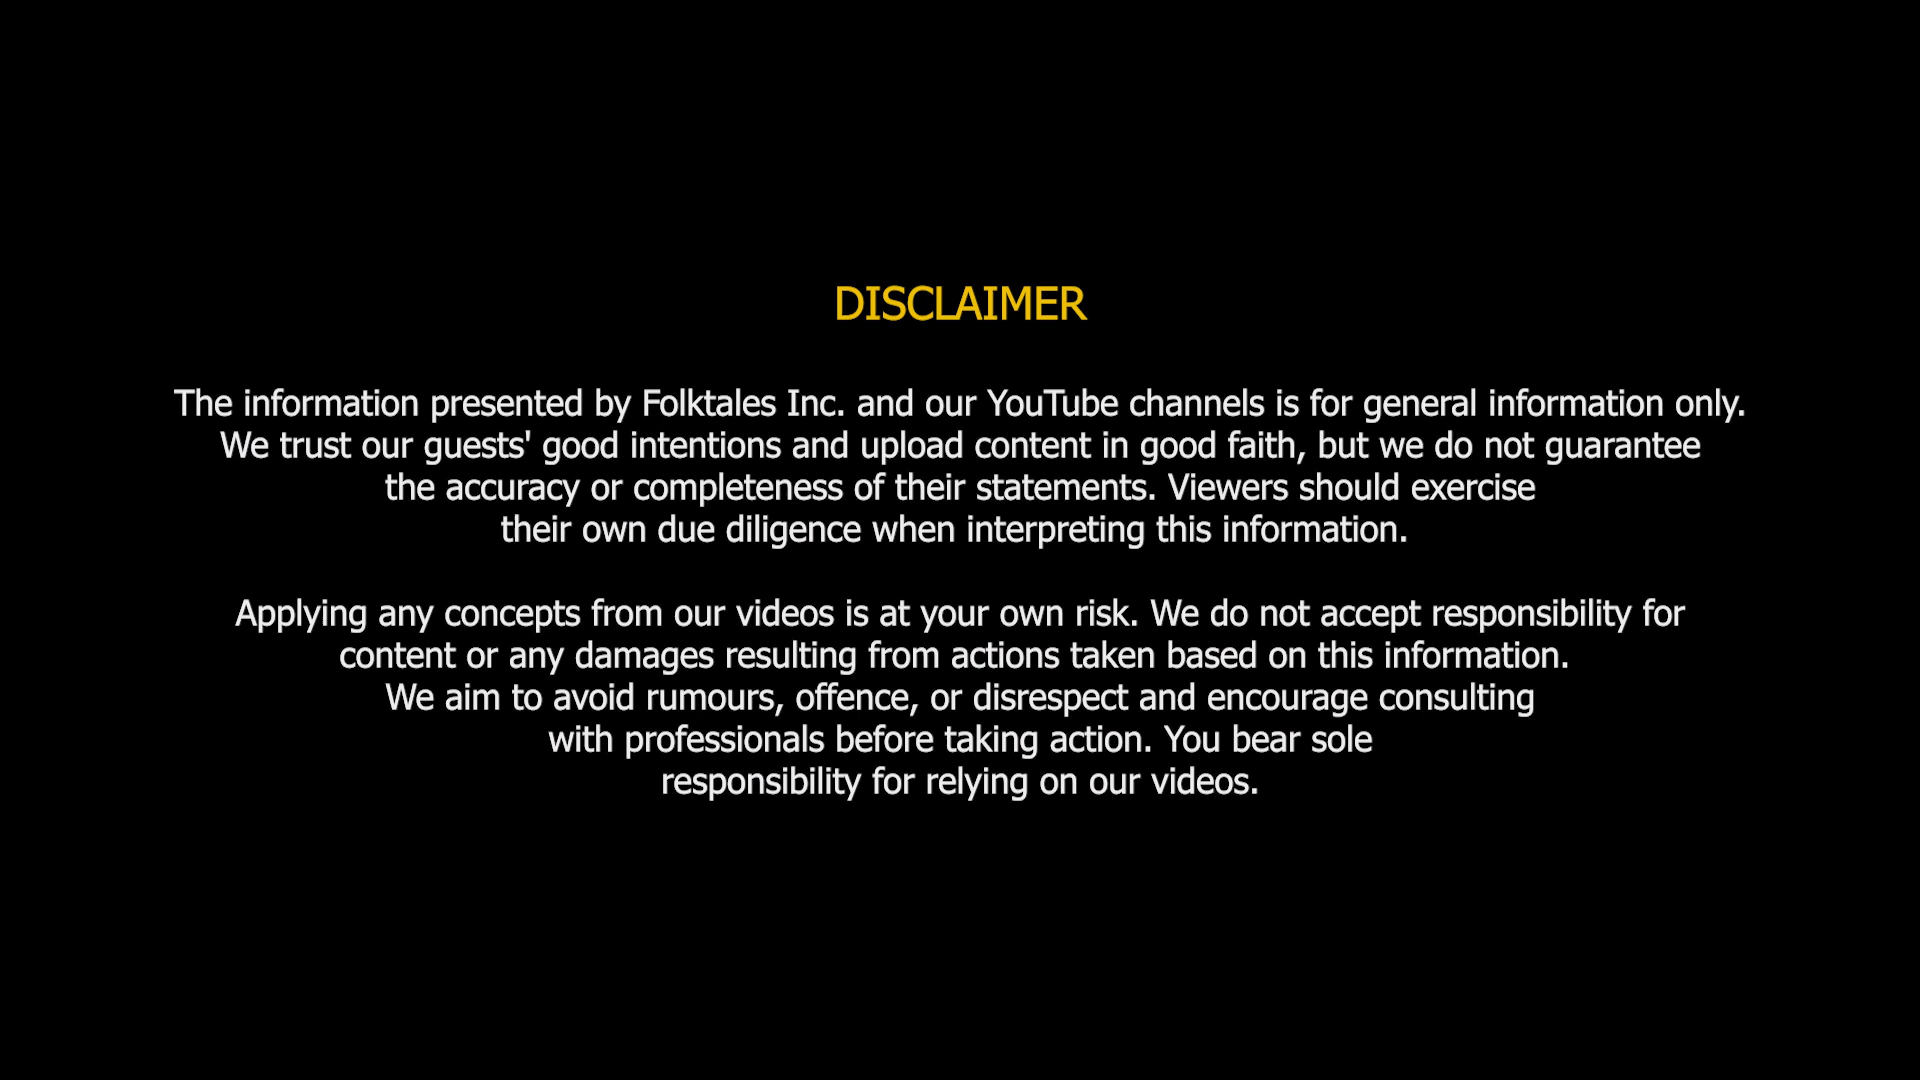 DISCLAIMER
The information presented by Folktales Inc. and our YouTube channels is for general information only.
We trust our guests' good intentions and upload content in good faith, but we do not guarantee
the accuracy or completeness of their statements. Viewers should exercise
their own due diligence when interpreting this information.
Applying any concepts from our videos is at your own risk. We do not accept responsibility for
content or any damages resulting from actions taken based on this information.
We aim to avoid rumours, offence, or disrespect and encourage consulting
with professionals before taking action. You bear sole
responsibility for relying on our videos.